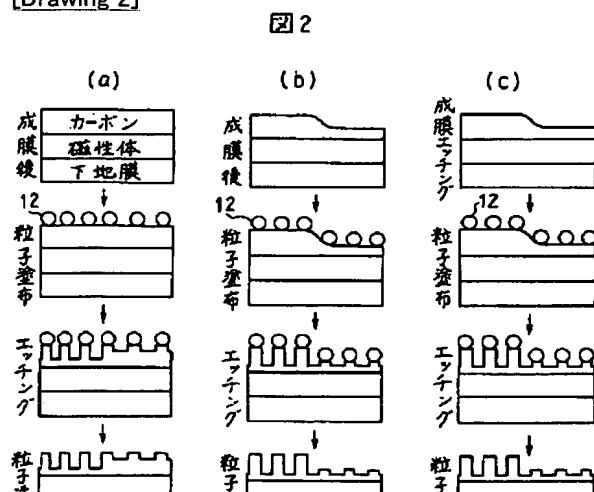 [Drawing 2]
図2
(a)
(b)
(c)
成膜後
カーボン
磁性体
下地膜
成膜後
成膜エッチング
12
粒子塗布
12
粒子塗布
12
粒子塗布
エッチング
エッチング
エッチング
粒子
粒子
粒子